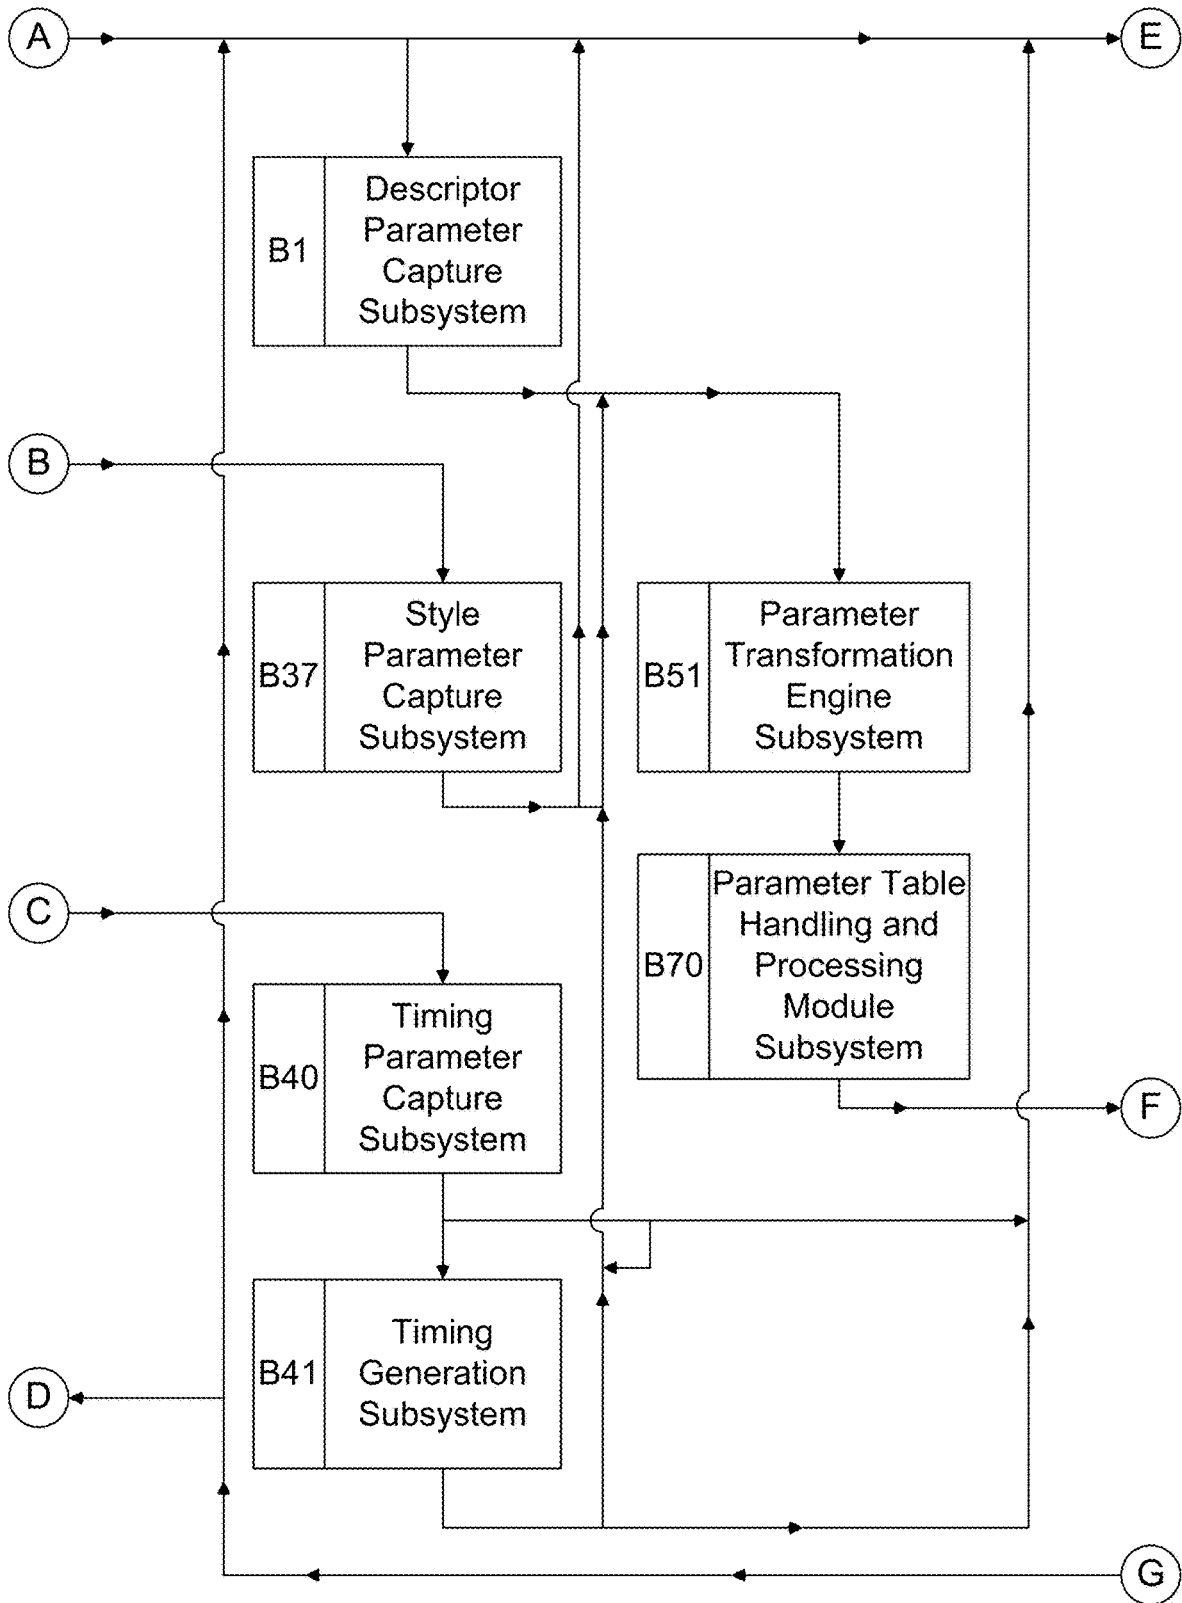 A
E
B1
Descriptor
Parameter
Capture
Subsystem
B
B37
Style
Parameter
Capture
Subsystem
B51
Parameter
Transformation
Engine
Subsystem
C
B70
Parameter Table
Handling and
Processing
Module
Subsystem
B40
Timing
Parameter
Capture
Subsystem
F
B41
Timing
Generation
Subsystem
D
G